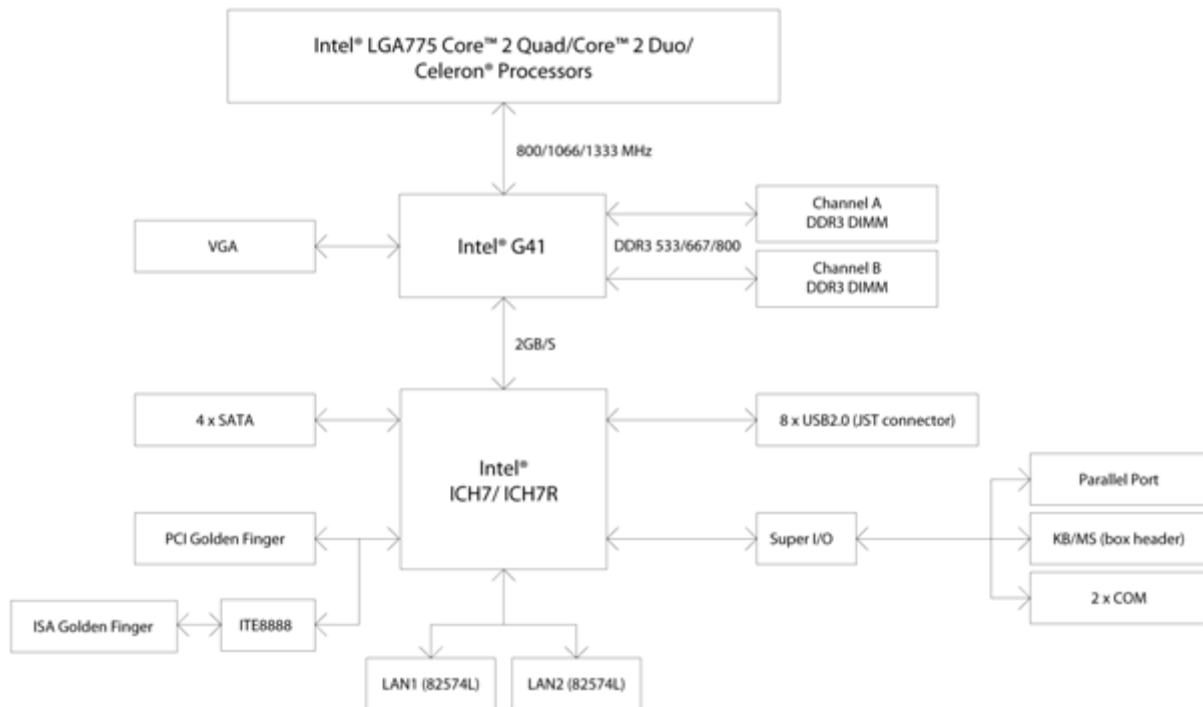 Intel® LGA775 Core™ 2 Quad/Core™ 2 Duo/
Celeron® Processors
800/1066/1333 MHz
VGA
Intel® G41
DDR3 533/667/800
Channel A
DDR3 DIMM
Channel B
DDR3 DIMM
2GB/S
4 x SATA
Intel®
ICH7/ ICH7R
8 x USB2.0 (JST connector)
PCI Golden Finger
Super I/O
Parallel Port
KB/MS (box header)
2 x COM
ISA Golden Finger
ITE8888
LAN1 (82574L)
LAN2 (82574L)